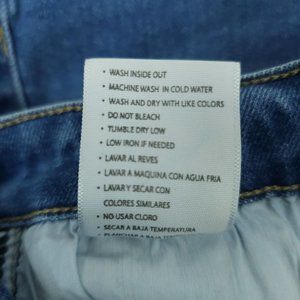 • WASH INSIDE OUT
• MACHINE WASH IN COLD WATER
• WASH AND DRY WITH LIKE COLORS
• DO NOT BLEACH
• TUMBLE DRY LOW
• LOW IRON IF NEEDED
• LAVAR AL REVES
• LAVAR A MAQUINA CON AGUA FRIA
• LAVAR Y SECAR CON
COLORES SIMILARES
• NO USAR CLORO
• SECAR A BAJA TEMPERATURA
• PLANCHAR A BAJA